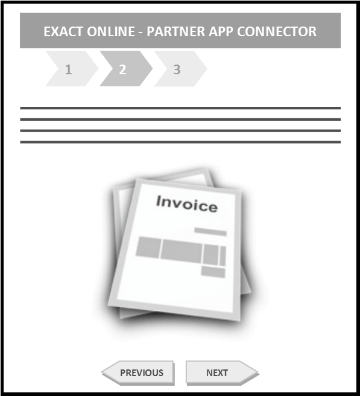 EXACT ONLINE - PARTNER APP CONNECTOR
1 2 3
Invoice
PREVIOUS NEXT